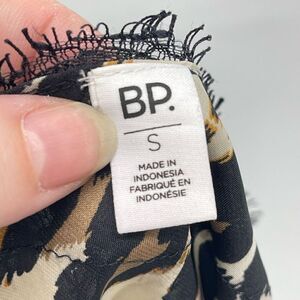 BP.
S
MADE IN
INDONESIA
FABRIQUÉ EN
INDONÉSIE